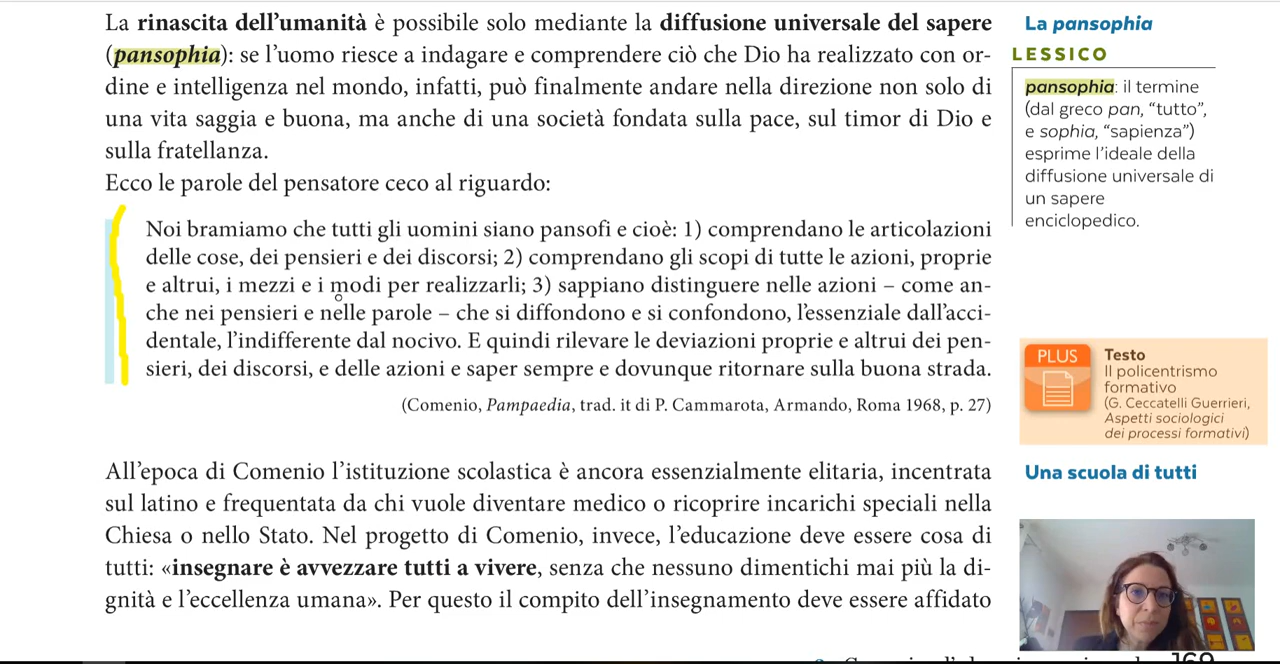 La rinascita dell'umanità è possibile solo mediante la diffusione universale del sapere
(pansophia): se l'uomo riesce a indagare e comprendere ciò che Dio ha realizzato con or-
dine e intelligenza nel mondo, infatti, può finalmente andare nella direzione non solo di
una vita saggia e buona, ma anche di una società fondata sulla pace, sul timor di Dio e
sulla fratellanza.
Ecco le parole del pensatore ceco al riguardo:
Noi bramiamo che tutti gli uomini siano pansofi e cioè: 1) comprendano le articolazioni
delle cose, dei pensieri e dei discorsi; 2) comprendano gli scopi di tutte le azioni, proprie
e altrui, i mezzi e i modi per realizzarli; 3) sappiano distinguere nelle azioni – come an-
che nei pensieri e nelle parole – che si diffondono e si confondono, l'essenziale dall'acci-
dentale, l'indifferente dal nocivo. E quindi rilevare le deviazioni proprie e altrui dei pen-
sieri, dei discorsi, e delle azioni e saper sempre e dovunque ritornare sulla buona strada.
(Comenio, Pampaedia, trad. it di P. Cammarota, Armando, Roma 1968, p. 27)
All'epoca di Comenio l'istituzione scolastica è ancora essenzialmente elitaria, incentrata
sul latino e frequentata da chi vuole diventare medico o ricoprire incarichi speciali nella
Chiesa o nello Stato. Nel progetto di Comenio, invece, l'educazione deve essere cosa di
tutti: «insegnare è avvezzare tutti a vivere, senza che nessuno dimentichi mai più la di-
gnità e l'eccellenza umana». Per questo il compito dell'insegnamento deve essere affidato
La pansophia
LESSICO
pansophia: il termine
(dal greco pan, "tutto",
e sophia, "sapienza")
esprime l'ideale della
diffusione universale di
un sapere
enciclopedico.
PLUS
Testo
Il policentrismo
formativo
(G. Ceccatelli Guerrieri,
Aspetti sociologici
dei processi formativi)
Una scuola di tutti